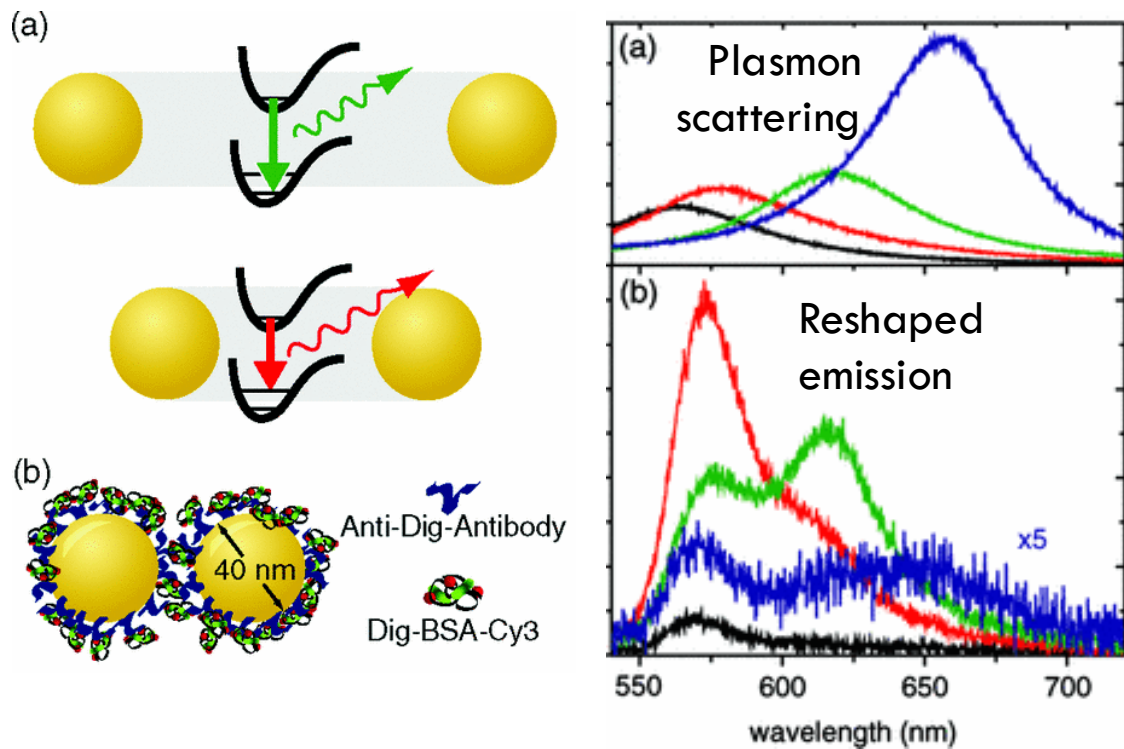 (a)
(b)
40 nm
Anti-Dig-Antibody
Dig-BSA-Cy3
(a)
Plasmon
scattering
(b)
Reshaped
emission
x5
550 600 650 700
wavelength (nm)